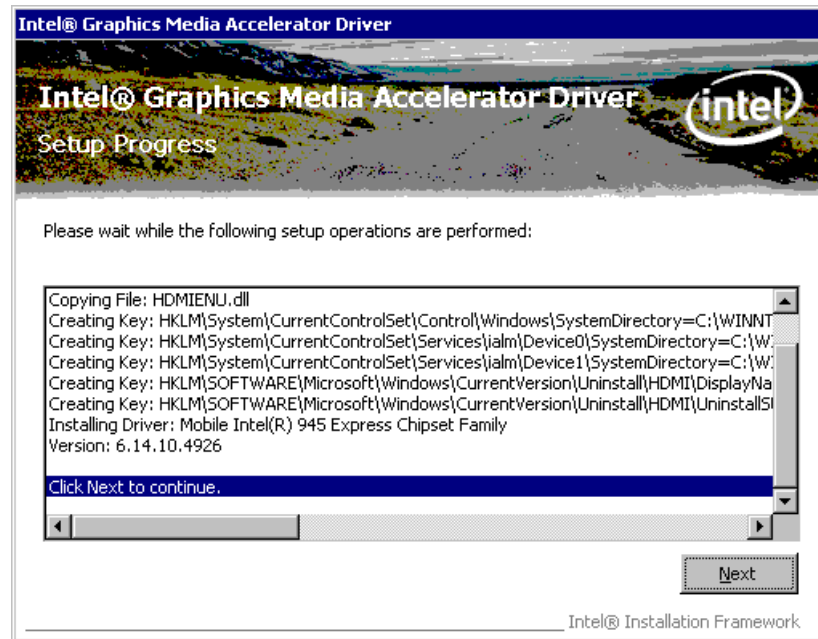 Intel® Graphics Media Accelerator Driver
Intel® Graphics Media Accelerator Driver
intel
Setup Progress
Please wait while the following setup operations are performed:
Copying File: HDMIENU.dll
Creating Key: HKLM\System\CurrentControlSet\Control\Windows\SystemDirectory=C:\WINNT
Creating Key: HKLM\System\CurrentControlSet\Services\ialm\Device0\SystemDirectory=C:\W
Creating Key: HKLM\System\CurrentControlSet\Services\ialm\Device1\SystemDirectory=C:\W
Creating Key: HKLM\SOFTWARE\Microsoft\Windows\CurrentVersion\Uninstall\HDMI\DisplayNa
Creating Key: HKLM\SOFTWARE\Microsoft\Windows\CurrentVersion\Uninstall\HDMI\UninstallS
Installing Driver: Mobile Intel(R) 945 Express Chipset Family
Version: 6.14.10.4926
Click Next to continue.
Next
Intel® Installation Framework